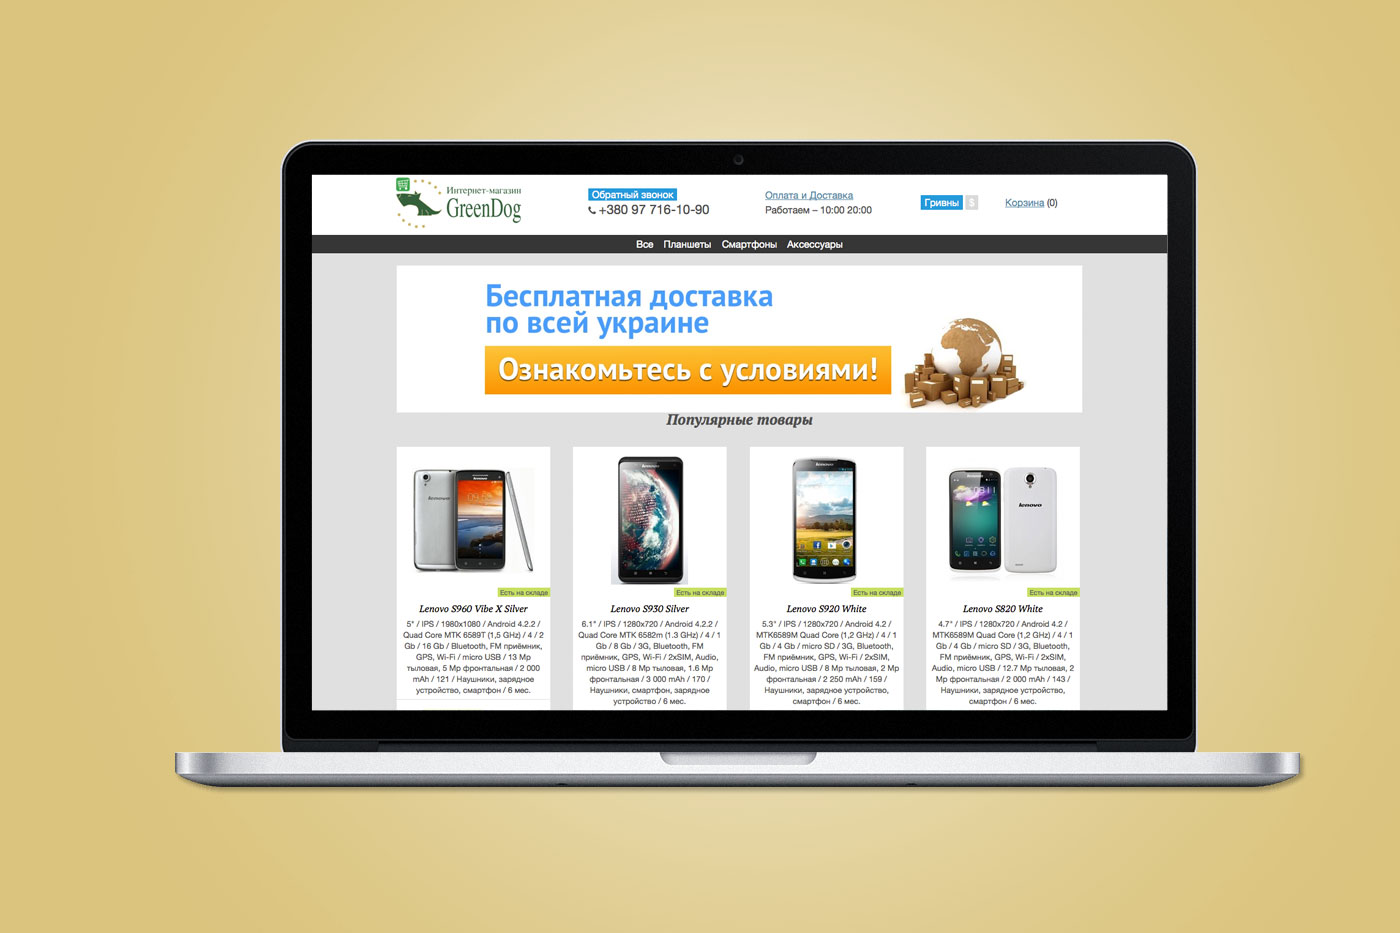 Интернет-магазин
GreenDog
Обратный звонок
+380 97 716-10-90
Оплата и Доставка
Работаем – 10:00 20:00
Гривны $
Корзина (0)
Все Планшеты Смартфоны Аксессуары
Бесплатная доставка
по всей украине
Ознакомьтесь с условиями!
Популярные товары
Есть на складе
Lenovo S960 Vibe X Silver
5" / IPS / 1980x1080 / Android 4.2.2 /
Quad Core MTK 6589T (1,5 GHz) / 4 / 2
Gb / 16 Gb / Bluetooth, FM приёмник,
GPS, Wi-Fi / micro USB / 13 Мр
тыловая, 5 Мр фронтальная / 2 000
mAh / 121 / Наушники, зарядное
устройство, смартфон / 6 мес.
Есть на складе
Lenovo S930 Silver
6.1" / IPS / 1280x720 / Android 4.2.2 /
Quad Core MTK 6582m (1.3 GHz) / 4 / 1
Gb / 8 Gb / 3G, Bluetooth, FM
приёмник, GPS, Wi-Fi / 2xSIM, Audio,
micro USB / 8 Мр тыловая, 1.6 Мр
фронтальная / 3 000 mAh / 170 /
Наушники, смартфон, зарядное
устройство / 6 мес.
Есть на складе
Lenovo S920 White
5.3" / IPS / 1280x720 / Android 4.2 /
MTK6589M Quad Core (1,2 GHz) / 4 / 1
Gb / 4 Gb / micro SD / 3G, Bluetooth,
FM приёмник, GPS, Wi-Fi / 2xSIM,
Audio, micro USB / 8 Мр тыловая, 2 Мр
фронтальная / 2 250 mAh / 159 /
Наушники, зарядное устройство,
смартфон / 6 мес.
lenovo
Есть на складе
Lenovo S820 White
4.7" / IPS / 1280x720 / Android 4.2 /
MTK6589M Quad Core (1,2 GHz) / 4 / 1
Gb / 4 Gb / micro SD / 3G, Bluetooth,
FM приёмник, GPS, Wi-Fi / 2xSIM,
Audio, micro USB / 12.7 Мр тыловая, 2
Мр фронтальная / 2 000 mAh / 143 /
Наушники, зарядное устройство,
смартфон / 6 мес.